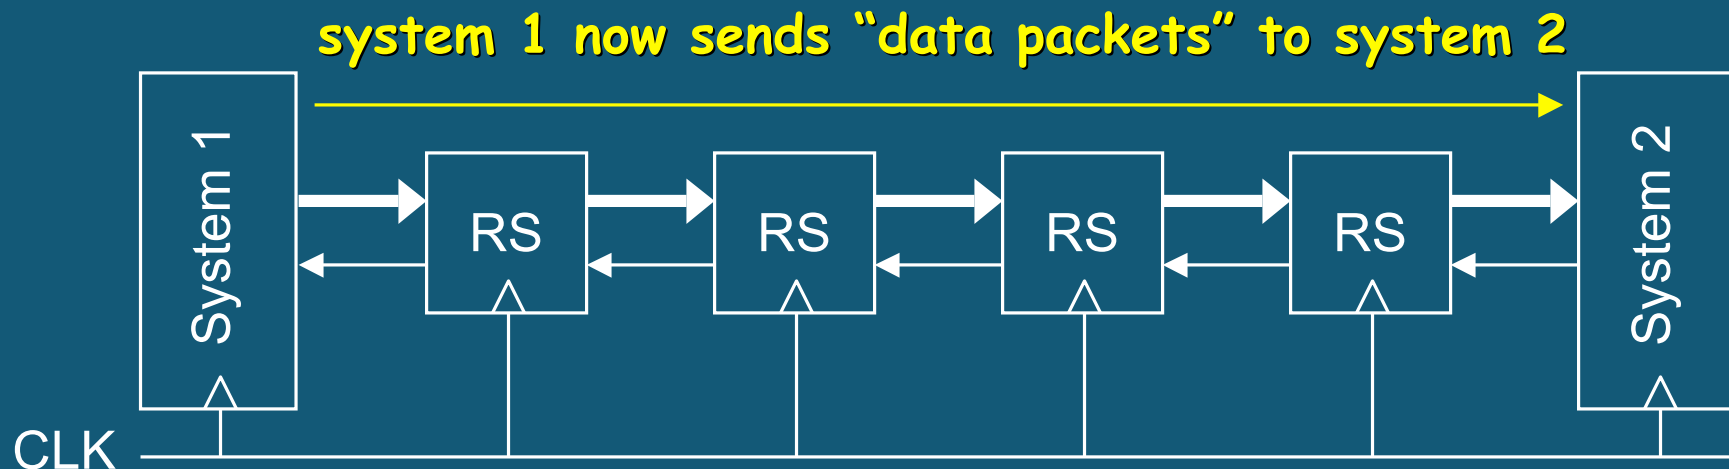 system 1 now sends “data packets” to system 2
System 1
RS
RS
RS
RS
System 2
CLK